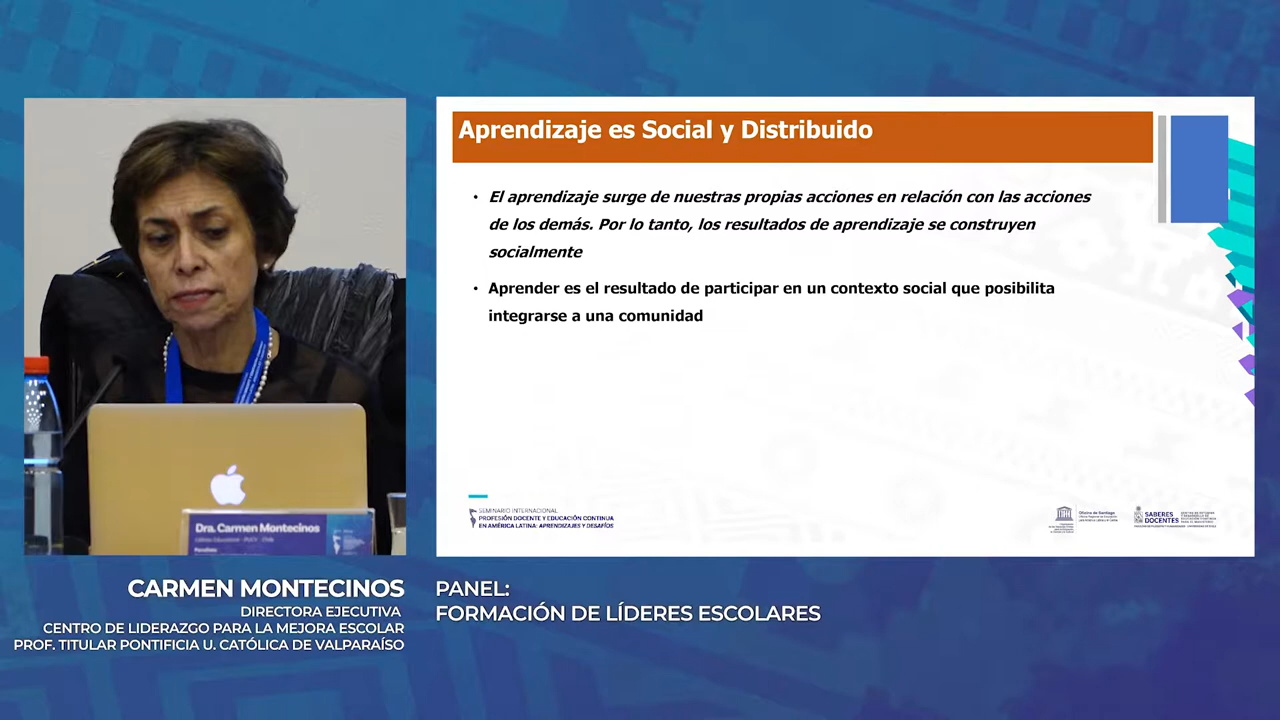 Aprendizaje es Social y Distribuido
• El aprendizaje surge de nuestras propias acciones en relación con las acciones
de los demás. Por lo tanto, los resultados de aprendizaje se construyen
socialmente
• Aprender es el resultado de participar en un contexto social que posibilita
integrarse a una comunidad
SEMINARIO INTERNACIONAL
PROFESIÓN DOCENTE Y EDUCACIÓN CONTINUA
EN AMÉRICA LATINA: APRENDIZAJES Y DESAFÍOS
Oficina de Santiago
SABERES
DOCENTES
Dra. Carmen Montecinos
CARMEN MONTECINOS
DIRECTORA EJECUTIVA
CENTRO DE LIDERAZGO PARA LA MEJORA ESCOLAR
PROF. TITULAR PONTIFICIA U. CATÓLICA DE VALPARAÍSO
PANEL:
FORMACIÓN DE LÍDERES ESCOLARES